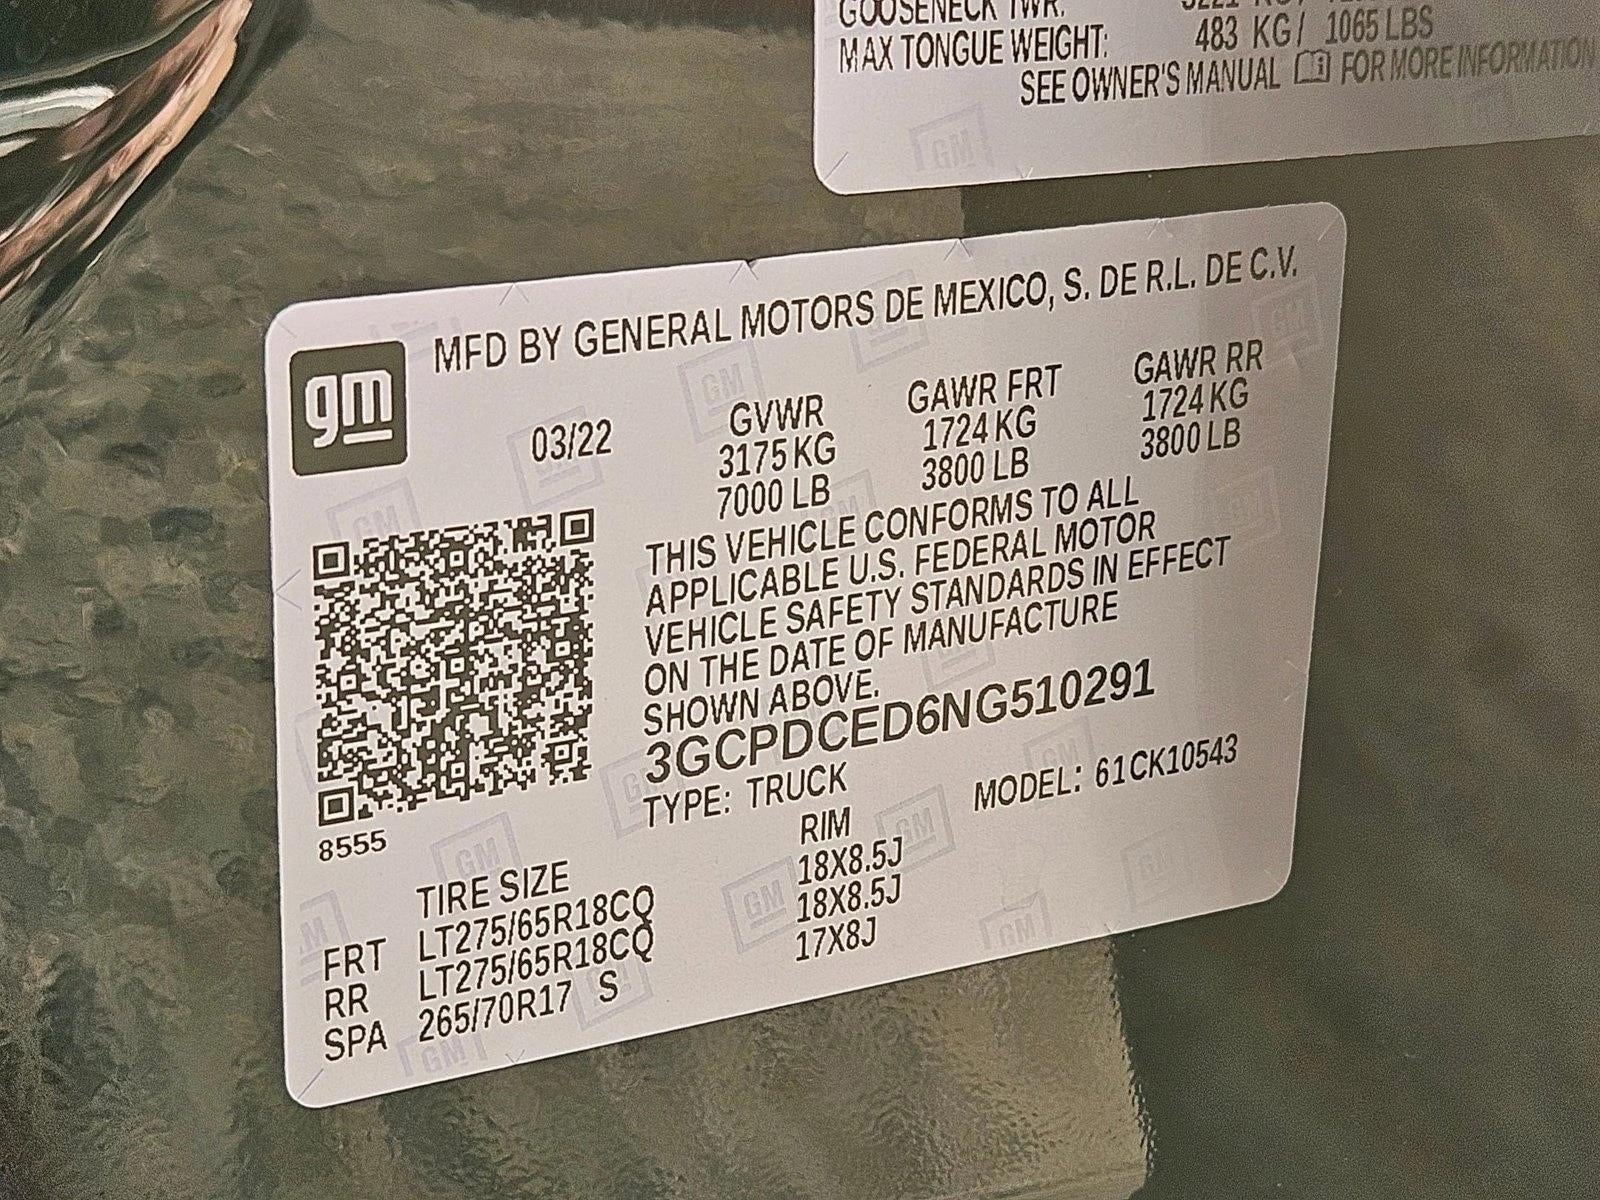 GOOSENECK TWR:
MAX TONGUE WEIGHT: 483 KG/ 1065 LBS
SEE OWNER'S MANUAL FOR MORE INFORMATION
MFD BY GENERAL MOTORS DE MEXICO, S. DE R.L. DE C.V.
gm
03/22 GVWR GAWR FRT GAWR RR
3175 KG 1724 KG 1724 KG
7000 LB 3800 LB 3800 LB
THIS VEHICLE CONFORMS TO ALL
APPLICABLE U.S. FEDERAL MOTOR
VEHICLE SAFETY STANDARDS IN EFFECT
ON THE DATE OF MANUFACTURE
SHOWN ABOVE.
3GCPDCED6NG510291
TYPE: TRUCK MODEL: 61CK10543
8555
TIRE SIZE RIM
FRT LT275/65R18CQ 18X8.5J
RR LT275/65R18CQ 18X8.5J
SPA 265/70R17 S 17X8J